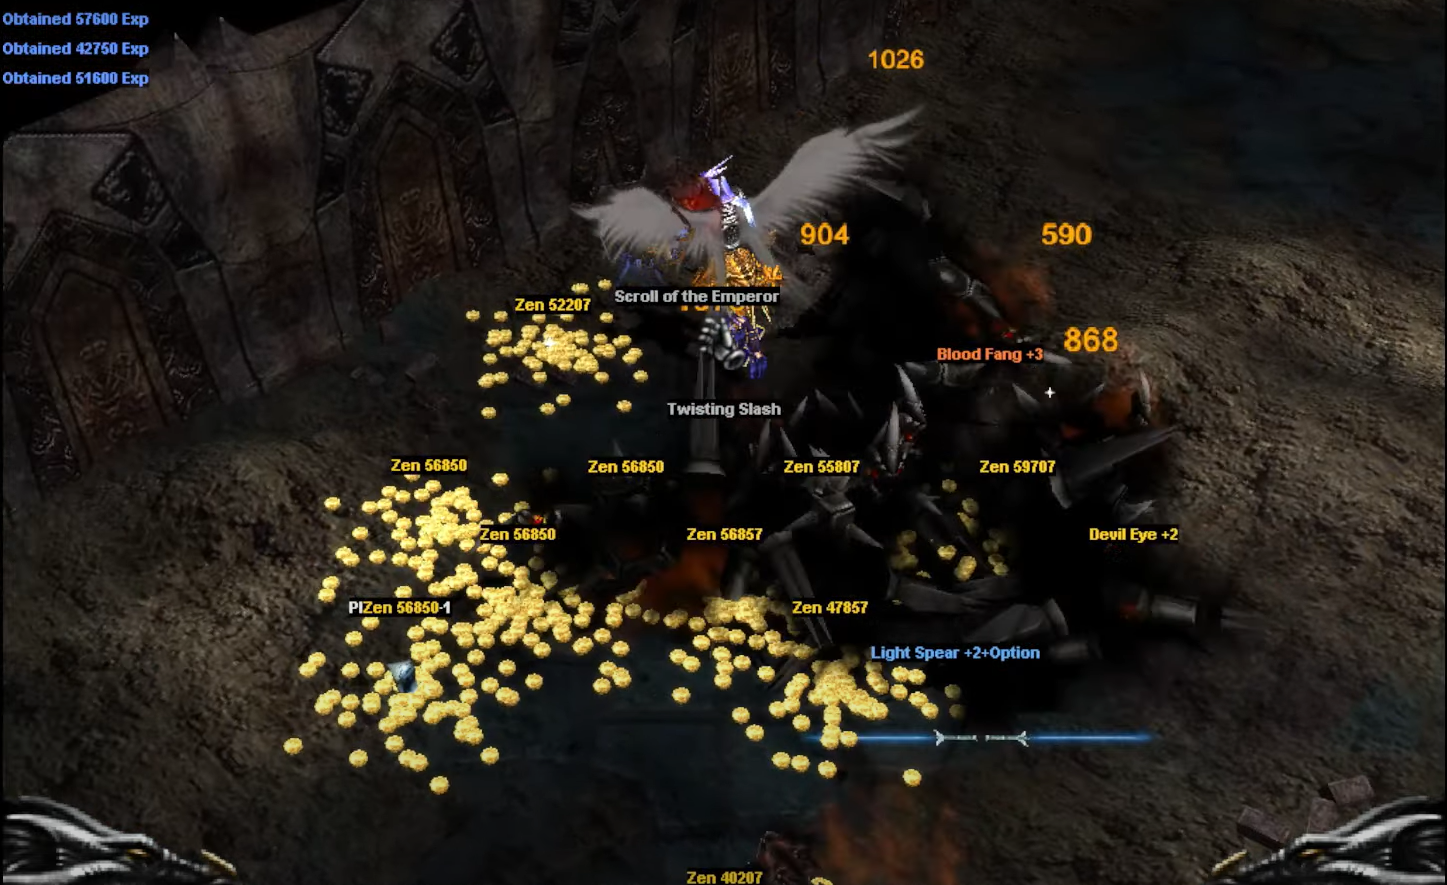 Obtained 57600 Exp
Obtained 42750 Exp
Obtained 51600 Exp
1026
904
590
Scroll of the Emperor
Zen 52207
868
Blood Fang +3
Twisting Slash
Zen 56850
Zen 56850
Zen 55807
Zen 59707
Zen 56850
Zen 56857
Devil Eye +2
Zen 56850
Zen 47857
Light Spear +2+Option
Zen 40207